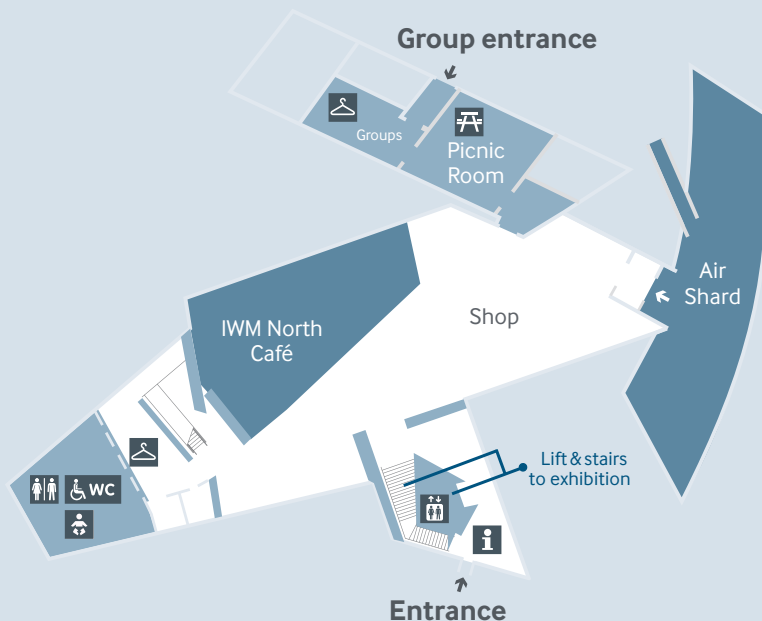 Group entrance
Groups
Picnic
Room
Air
Shard
Shop
IWM North
Café
Lift & stairs
to exhibition
WC
i
Entrance